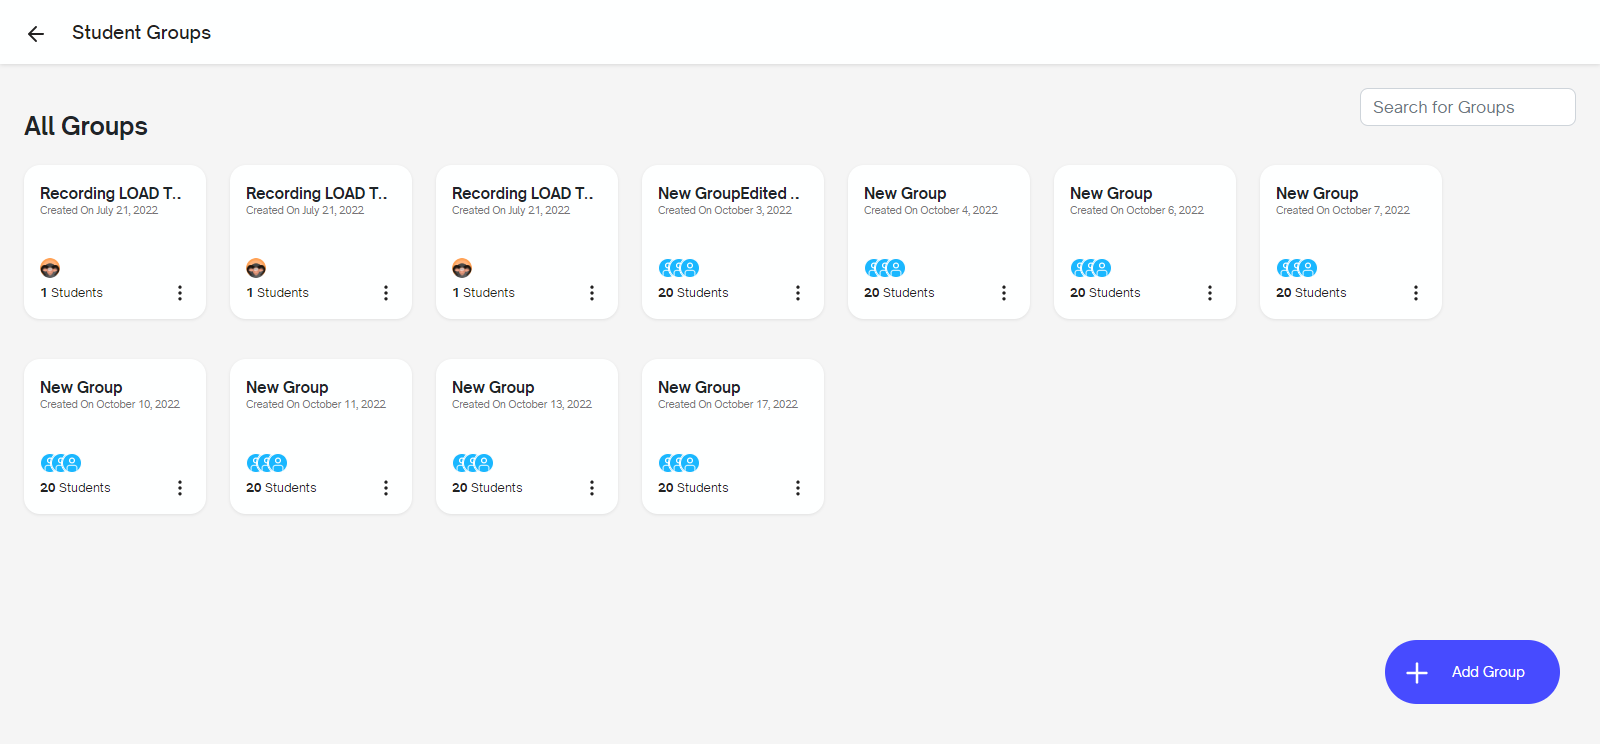 Student Groups
Search for Groups
All Groups
Recording LOAD T..
Created On July 21, 2022
1 Students
Recording LOAD T..
Created On July 21, 2022
1 Students
Recording LOAD T..
Created On July 21, 2022
1 Students
New GroupEdited ..
Created On October 3, 2022
20 Students
New Group
Created On October 4, 2022
20 Students
New Group
Created On October 6, 2022
20 Students
New Group
Created On October 7, 2022
20 Students
New Group
Created On October 10, 2022
20 Students
New Group
Created On October 11, 2022
20 Students
New Group
Created On October 13, 2022
20 Students
New Group
Created On October 17, 2022
20 Students
Add Group